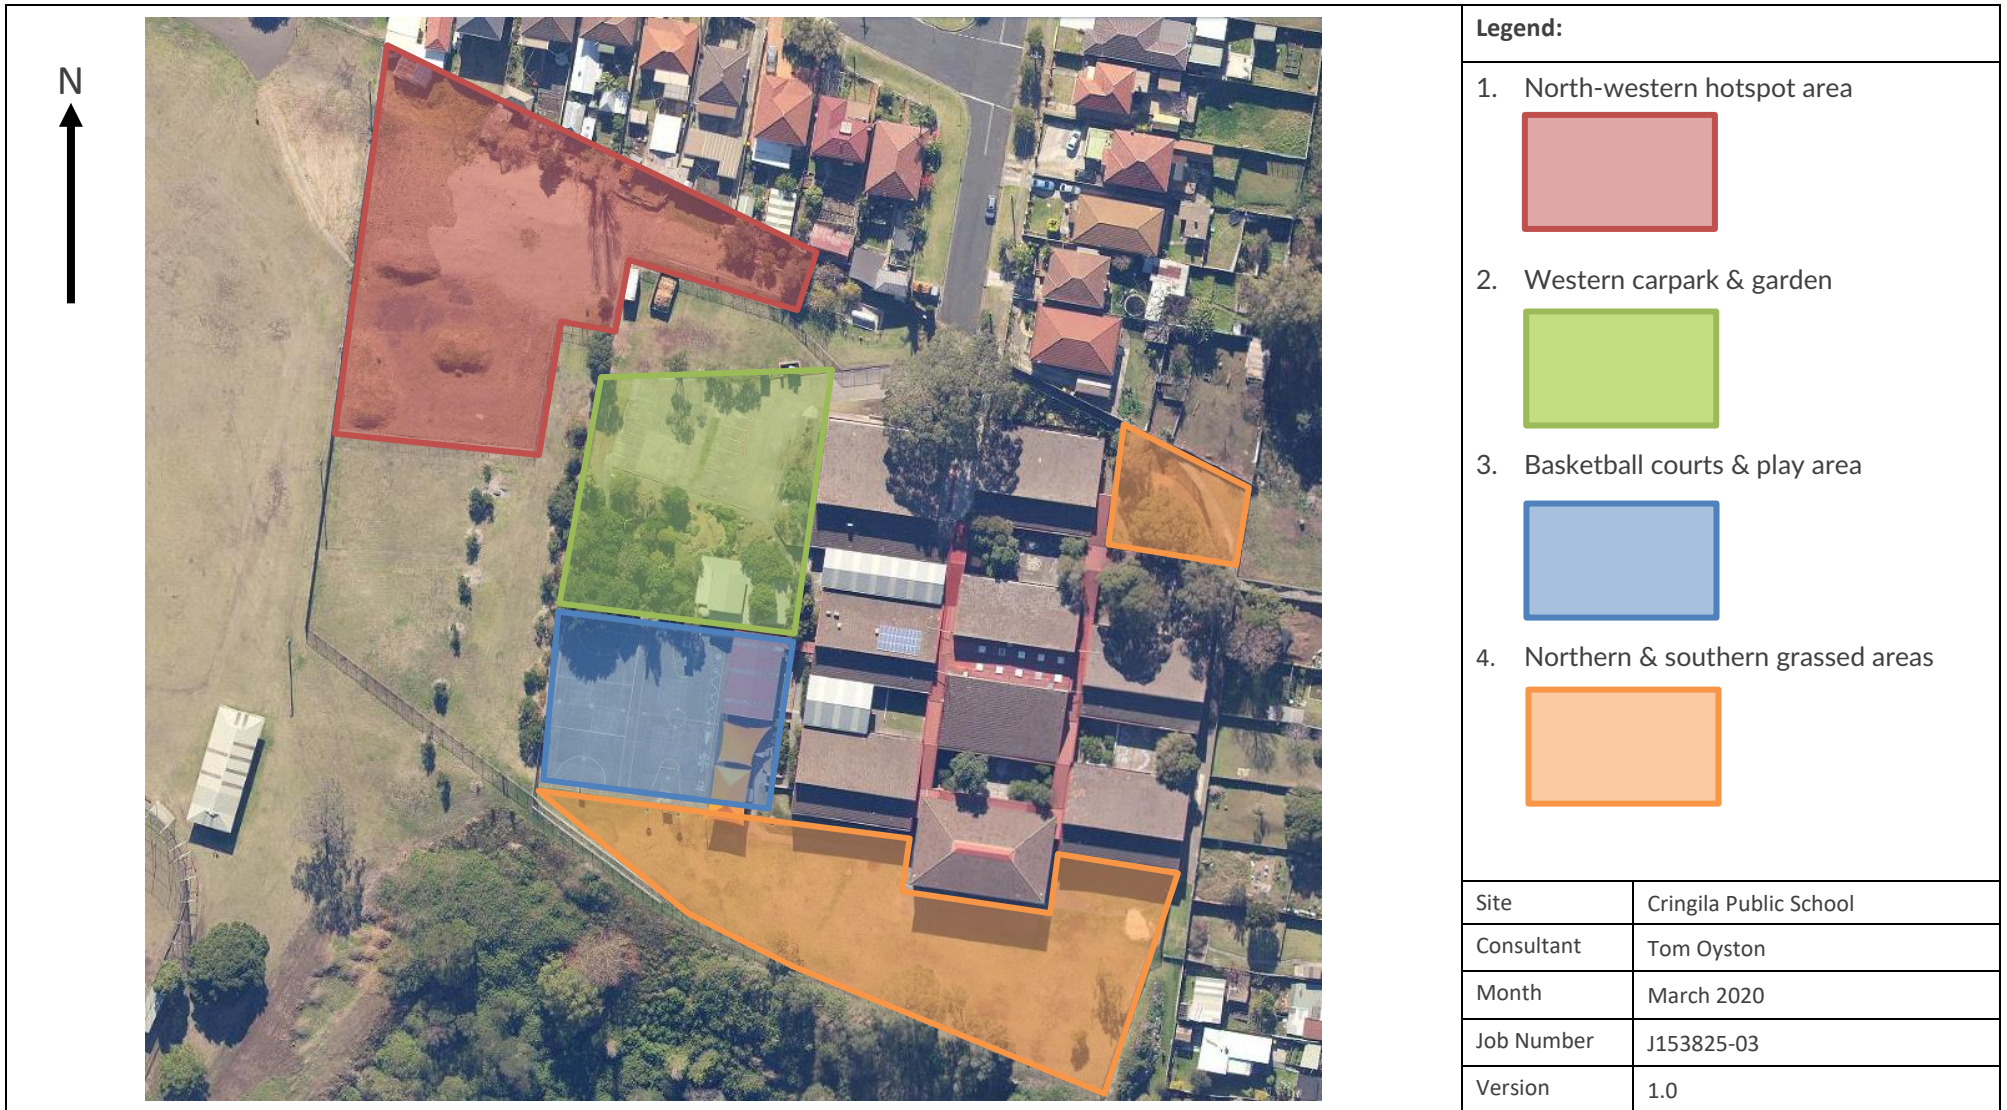 N
Legend:
1. North-western hotspot area
2. Western carpark & garden
3. Basketball courts & play area
4. Northern & southern grassed areas
Site Cringila Public School
Consultant Tom Oyston
Month March 2020
Job Number J153825-03
Version 1.0